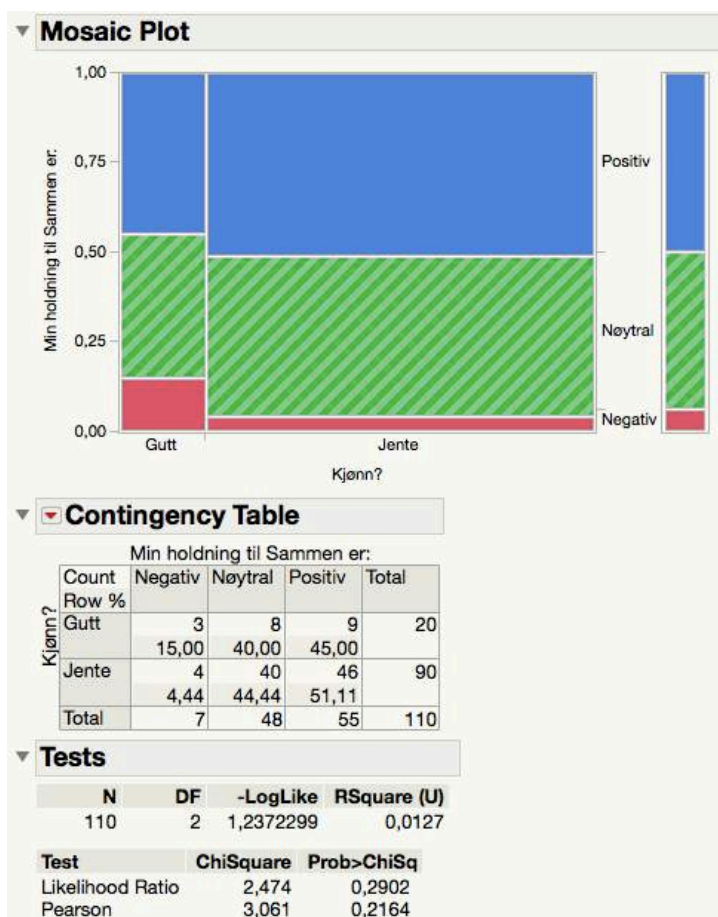 Mosaic Plot
1,00
0,75
0,50
0,25
0,00
Min holdning til Sammen er:
Positiv
Nøytral
Negativ
Gutt Jente
Kjønn?
Contingency Table
Min holdning til Sammen er:
Kjønn?
Count Negativ Nøytral Positiv Total
Row %
Gutt 3 8 9 20
15,00 40,00 45,00
Jente 4 40 46 90
4,44 44,44 51,11
Total 7 48 55 110
Tests
N DF -LogLike RSquare (U)
110 2 1,2372299 0,0127
Test ChiSquare Prob>ChiSq
Likelihood Ratio 2,474 0,2902
Pearson 3,061 0,2164